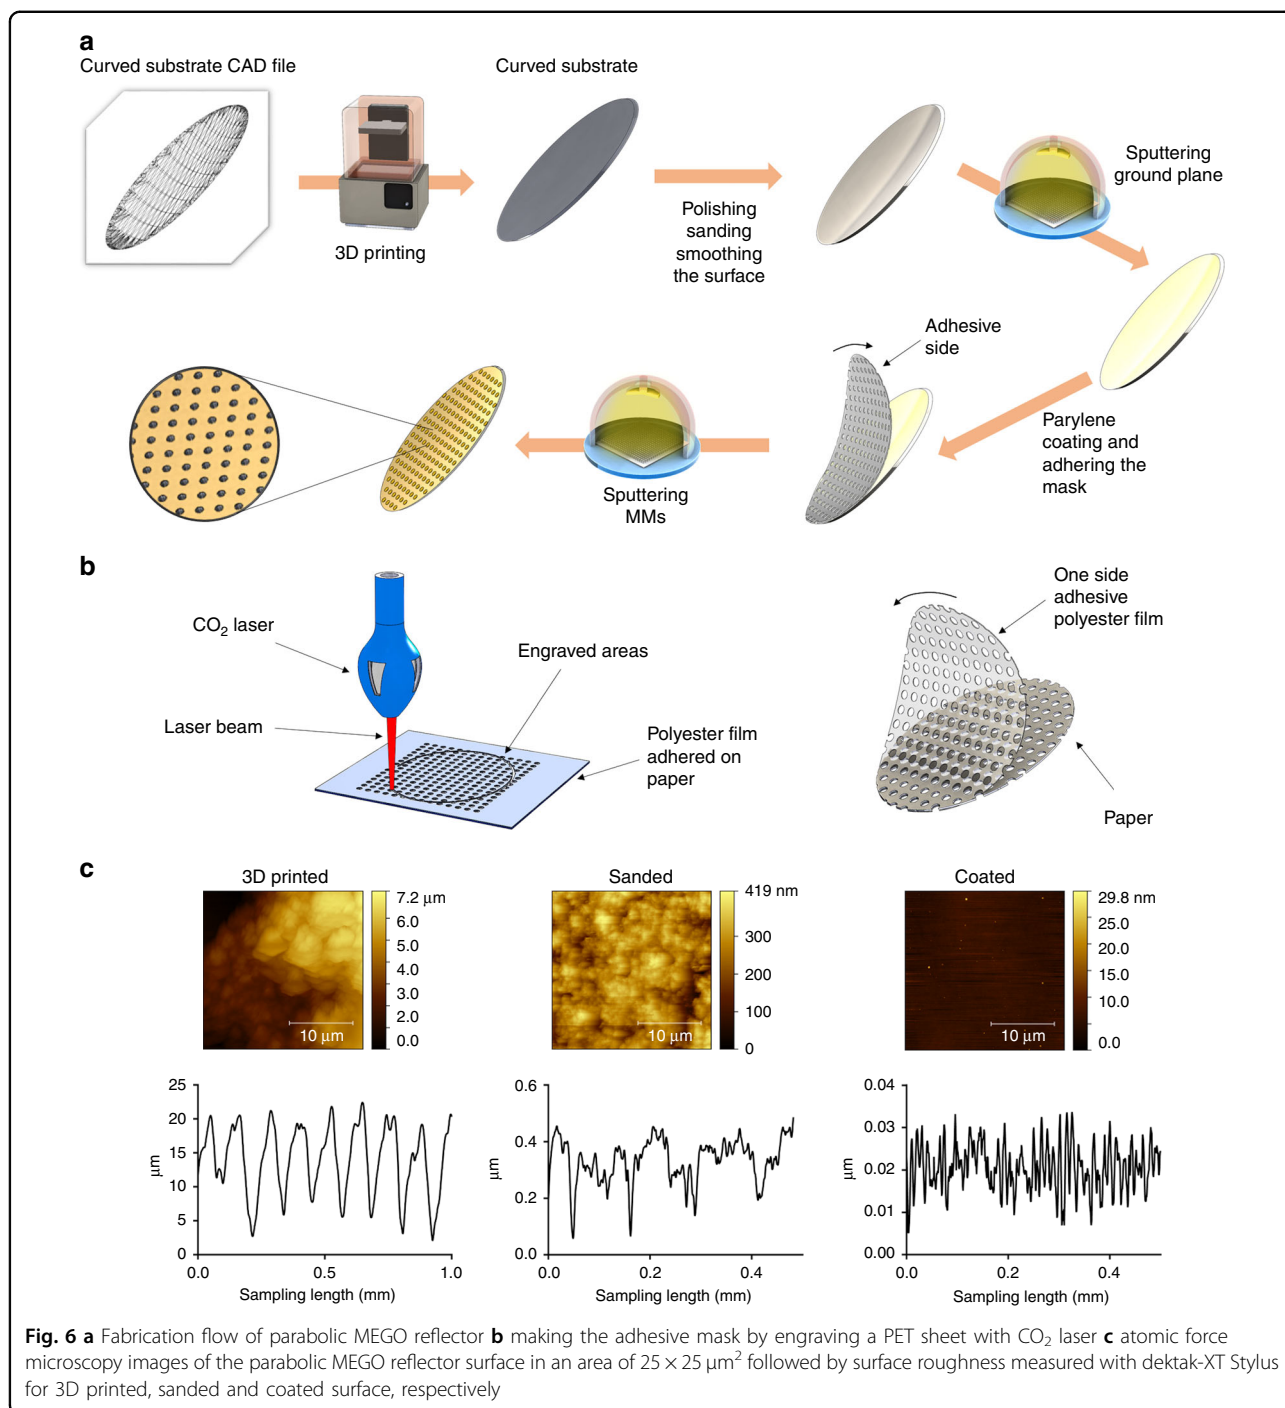 a
Curved substrate CAD file
Curved substrate
3D printing
Polishing
sanding
smoothing
the surface
Sputtering
ground plane
Adhesive
side
Parylene
coating and
adhering the
mask
Sputtering
MMs
b
CO₂ laser
Laser beam
Engraved areas
Polyester film
adhered on
paper
One side
adhesive
polyester film
Paper
c
3D printed
7.2 μm
6.0
5.0
4.0
3.0
2.0
0.0
10 μm
Sanded
419 nm
300
200
100
0
10 μm
Coated
29.8 nm
25.0
20.0
15.0
10.0
0.0
10 μm
25
20
15
10
5
0
μm
0.0 0.5 1.0
Sampling length (mm)
0.6
0.4
0.2
0.0
μm
0.0 0.2 0.4
Sampling length (mm)
0.04
0.03
0.02
0.01
0.00
μm
0.0 0.2 0.4
Sampling length (mm)
Fig. 6 a Fabrication flow of parabolic MEGO reflector b making the adhesive mask by engraving a PET sheet with CO₂ laser c atomic force
microscopy images of the parabolic MEGO reflector surface in an area of 25 × 25 μm² followed by surface roughness measured with dektak-XT Stylus
for 3D printed, sanded and coated surface, respectively